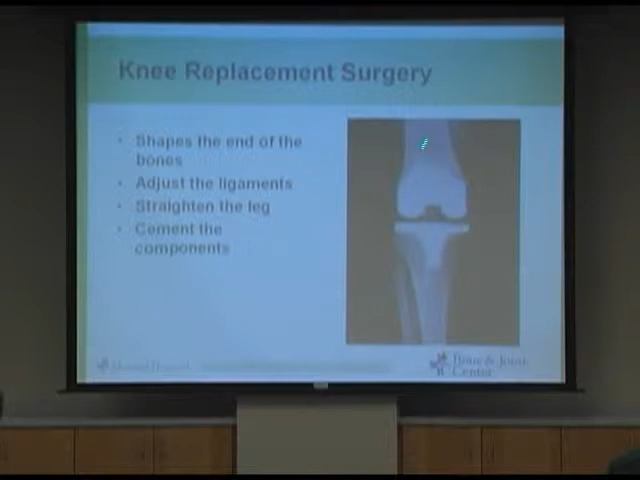 Knee Replacement Surgery
• Shapes the end of the
bones
• Adjust the ligaments
• Straighten the leg
• Cement the
components
Bone & Joint
Center